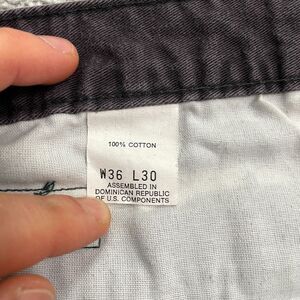 100% COTTON
W36 L30
ASSEMBLED IN
DOMINICAN REPUBLIC
OF U.S. COMPONENTS